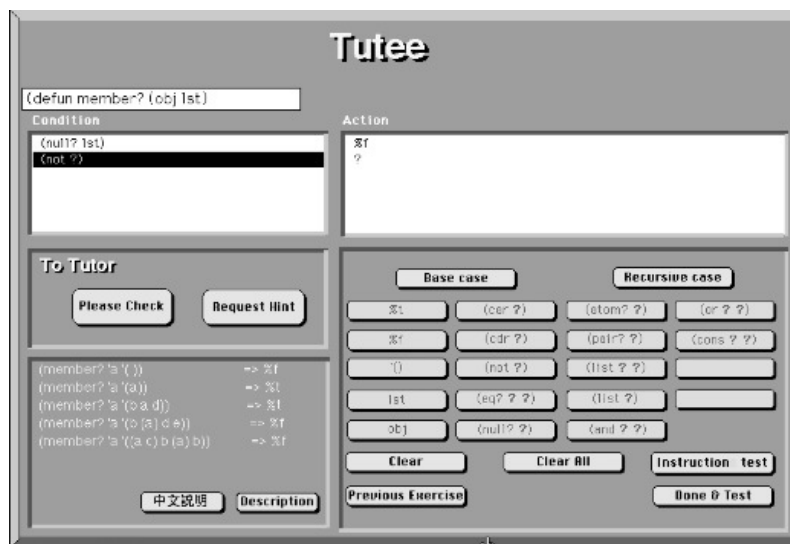 Tutee
(defun member? (obj lst)
Condition
Action
(null? lst)
(not ?)
%f
?
To Tutor
Please Check
Request Hint
Base case
Recursive case
%t (car ?) (atom? ?) (or ? ?)
%f (cdr ?) (pair? ?) (cons ? ?)
'() (not ?) (list ? ?)
lst (eq? ? ?) (list ?)
obj (null? ?) (and ? ?)
Clear
Clear All
Instruction test
Previous Exercise
Done & Test
(member? 'a '( )) => %f
(member? 'a '(a)) => %t
(member? 'a '(b a d)) => %t
(member? 'a '(b (a) d e)) => %f
(member? 'a '((a c) b (a) b)) => %f
中文説明
Description